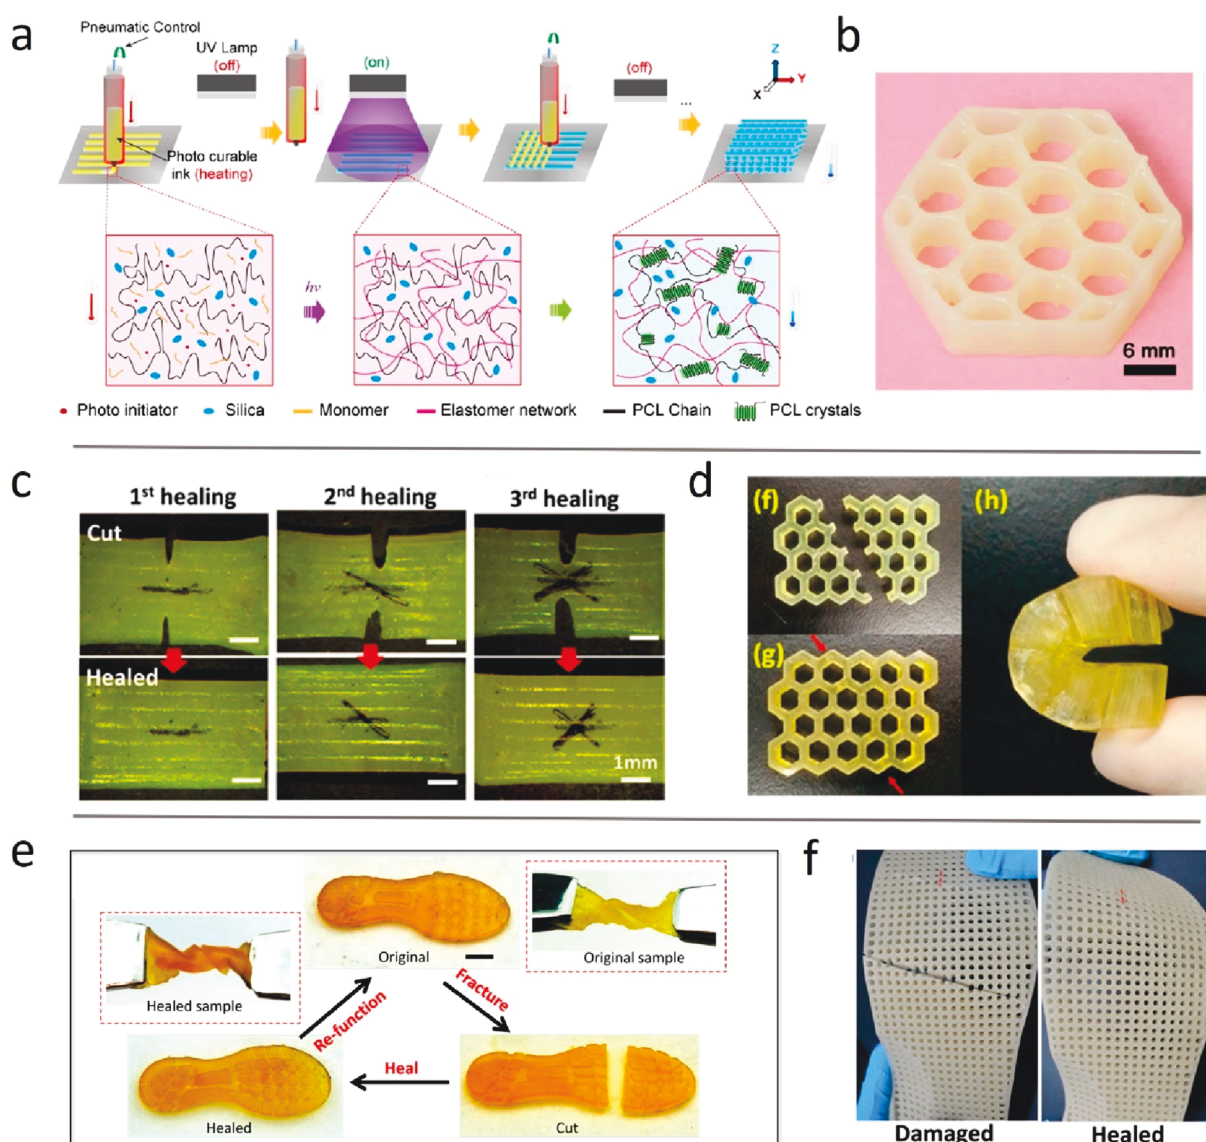 a
Pneumatic Control
UV Lamp
(off)
(on)
(off)
...
Z
Y
X
Photo curable
ink (heating)
hν
Photo initiator
Silica
Monomer
Elastomer network
PCL Chain
PCL crystals
b
6 mm
c
1st healing
2nd healing
3rd healing
Cut
Healed
1mm
d
(f)
(g)
(h)
e
Original
Original sample
Healed sample
Fracture
Re-function
Heal
Healed
Cut
f
Damaged
Healed